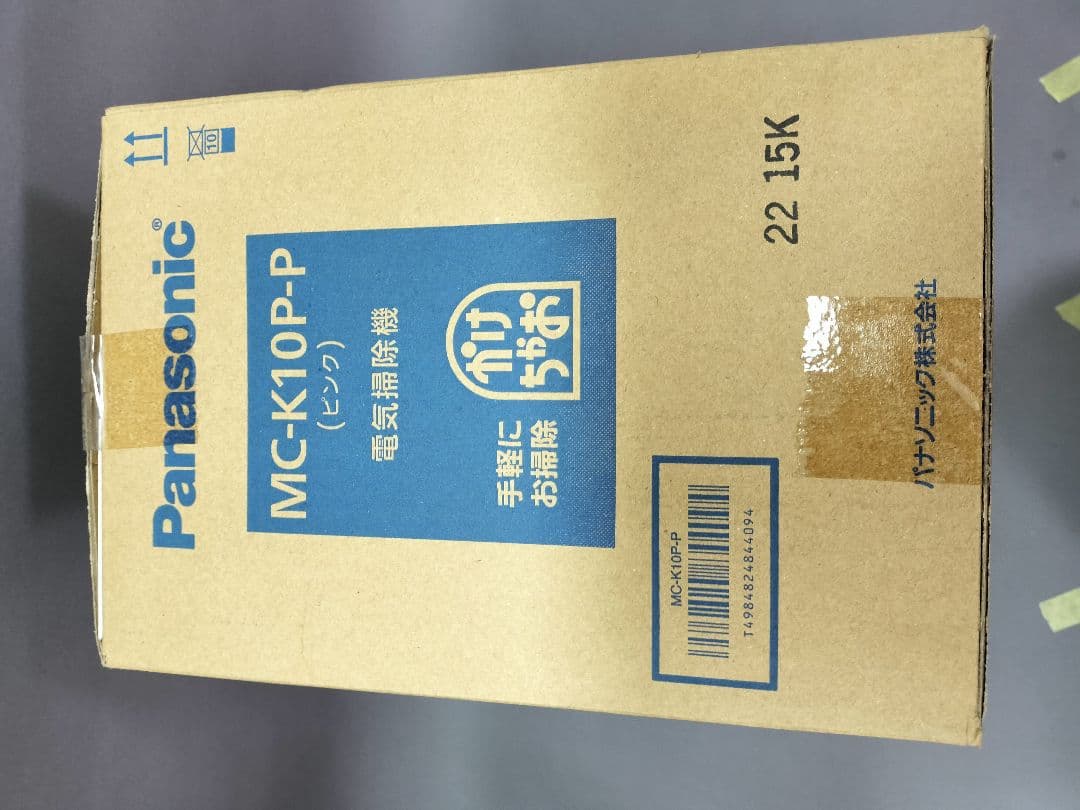 10
Panasonic®
MC-K10P-P
(ピンク)
電気掃除機
かけ
ちゃお
手軽に
お掃除
MC-K10P-P
T4984824844094
22 15K
パナソニック株式会社